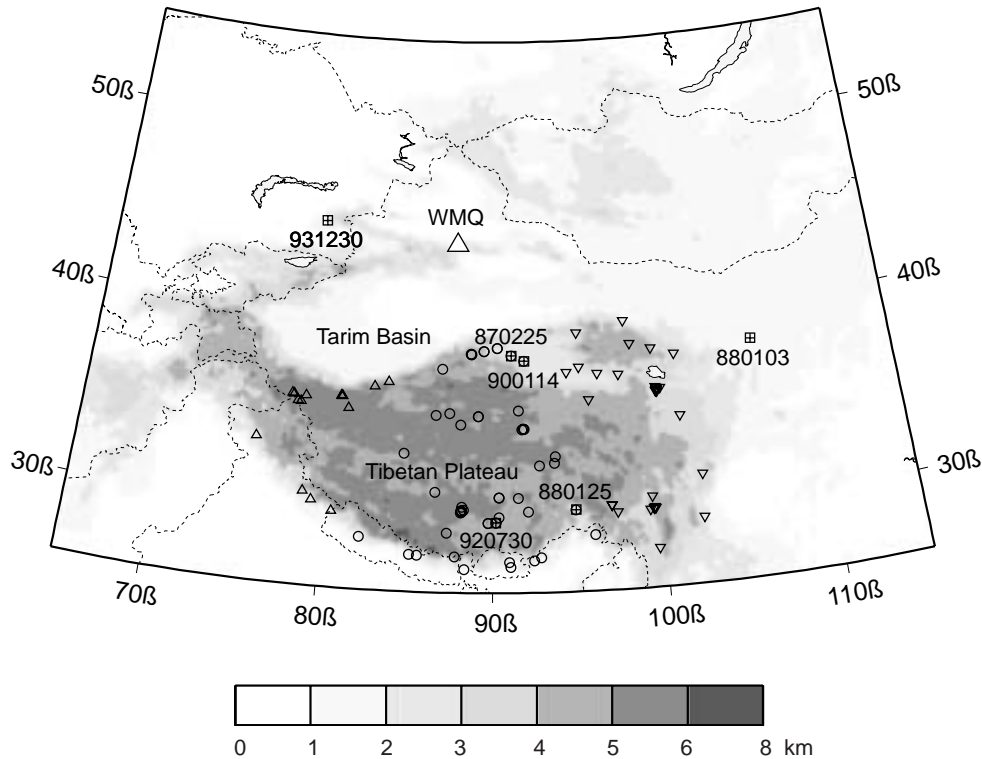 50ß
50ß
WMQ
931230
40ß
40ß
Tarim Basin
870225
880103
900114
30ß
30ß
Tibetan Plateau
880125
920730
70ß
80ß
90ß
100ß
110ß
0 1 2 3 4 5 6 8 km